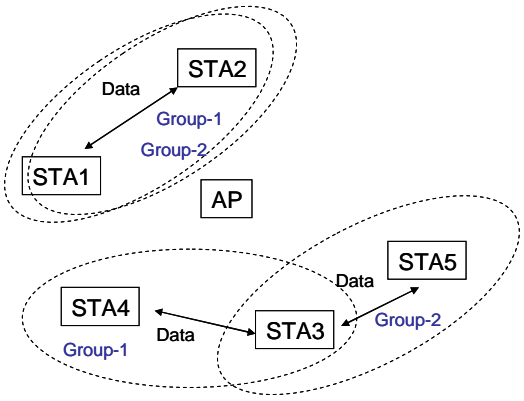 STA2
Data
Group-1
Group-2
STA1
AP
STA5
Data
STA4
Group-2
STA3
Data
Group-1